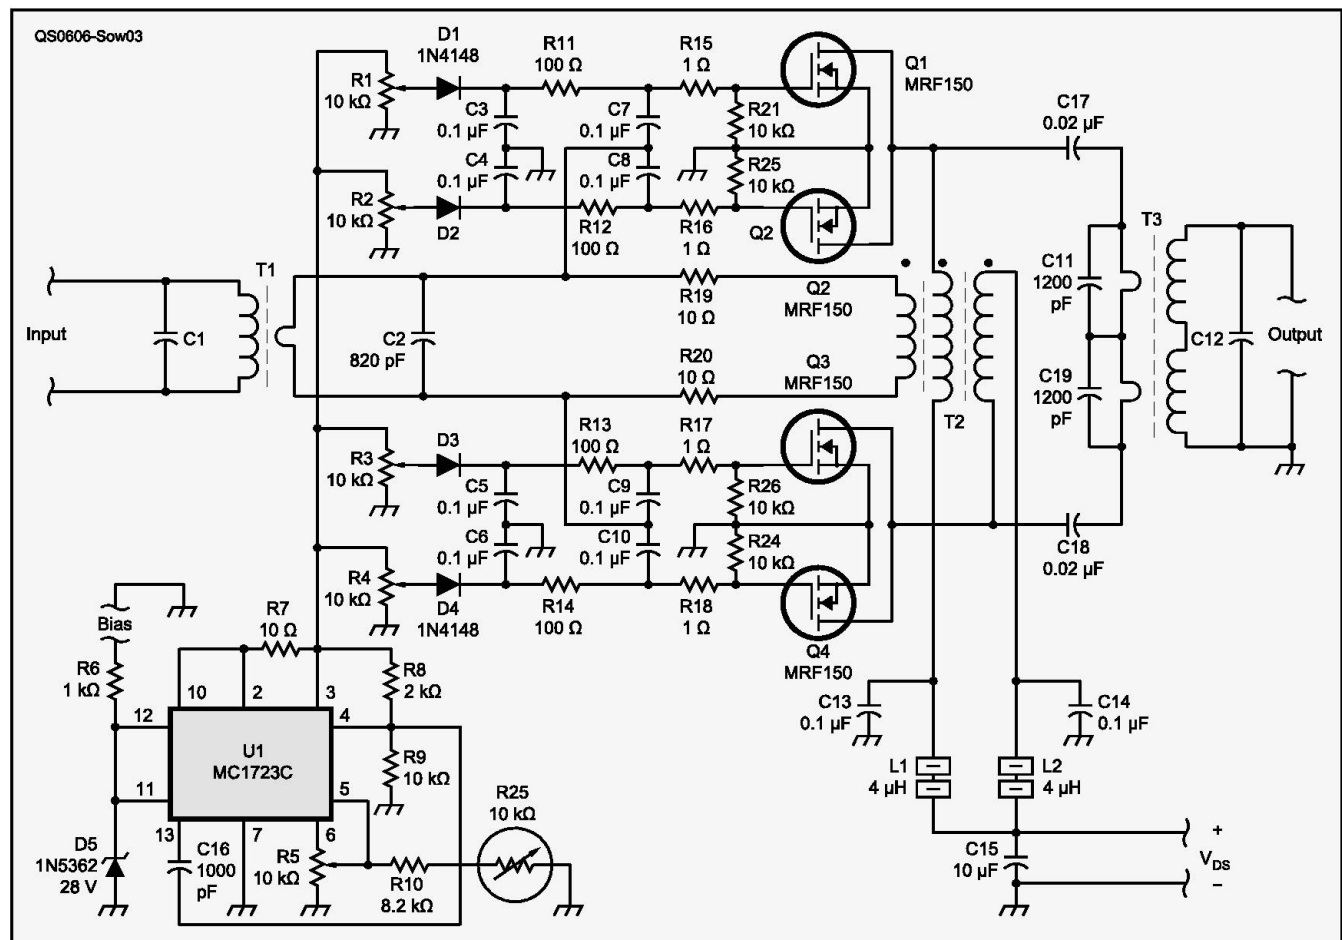 QS0606-Sow03
D1
1N4148
R11
100 Ω
R15
1 Ω
Q1
MRF150
R1
10 kΩ
C3
0.1 µF
C7
0.1 µF
R21
10 kΩ
C17
0.02 µF
C4
0.1 µF
C8
0.1 µF
R25
10 kΩ
R2
10 kΩ
D2
R12
100 Ω
R16
1 Ω
Q2
T1
T3
Input
C1
C2
820 pF
R19
10 Ω
Q2
MRF150
R20
10 Ω
Q3
MRF150
T2
C11
1200
pF
C19
1200
pF
C12
Output
R3
10 kΩ
D3
R13
100 Ω
R17
1 Ω
C5
0.1 µF
C9
0.1 µF
R26
10 kΩ
C6
0.1 µF
C10
0.1 µF
R24
10 kΩ
C18
0.02 µF
R4
10 kΩ
D4
1N4148
R14
100 Ω
R18
1 Ω
Q4
MRF150
Bias
R7
10 Ω
R6
1 kΩ
R8
2 kΩ
10
2
3
12
4
U1
MC1723C
R9
10 kΩ
11
5
13
7
6
D5
1N5362
28 V
C16
1000
pF
R5
10 kΩ
R10
8.2 kΩ
R25
10 kΩ
C13
0.1 µF
C14
0.1 µF
L1
4 µH
L2
4 µH
C15
10 µF
+
VDS
−